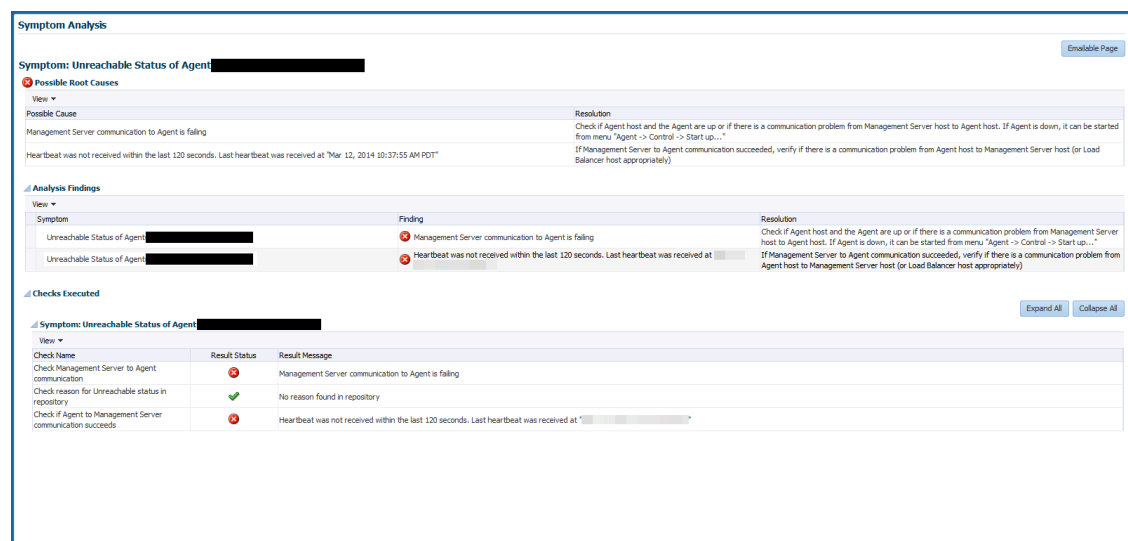 Symptom Analysis
Emailable Page
Symptom: Unreachable Status of Agent
Possible Root Causes
View
Possible Cause Resolution
Management Server communication to Agent is failing
Check if Agent host and the Agent are up or if there is a communication problem from Management Server host to Agent host. If Agent is down, it can be started
from menu "Agent -> Control -> Start up..."
Heartbeat was not received within the last 120 seconds. Last heartbeat was received at "Mar 12, 2014 10:37:55 AM PDT"
If Management Server to Agent communication succeeded, verify if there is a communication problem from Agent host to Management Server host (or Load
Balancer host appropriately)
Analysis Findings
View
Symptom Finding Resolution
Unreachable Status of Agent
Management Server communication to Agent is failing
Check if Agent host and the Agent are up or if there is a communication problem from Management Server
host to Agent host. If Agent is down, it can be started from menu "Agent -> Control -> Start up..."
Unreachable Status of Agent
Heartbeat was not received within the last 120 seconds. Last heartbeat was received at
If Management Server to Agent communication succeeded, verify if there is a communication problem from
Agent host to Management Server host (or Load Balancer host appropriately)
Checks Executed
Expand All Collapse All
Symptom: Unreachable Status of Agent
View
Check Name Result Status Result Message
Check Management Server to Agent
communication
Management Server communication to Agent is failing
Check reason for Unreachable status in
repository
No reason found in repository
Check if Agent to Management Server
communication succeeds
Heartbeat was not received within the last 120 seconds. Last heartbeat was received at " "